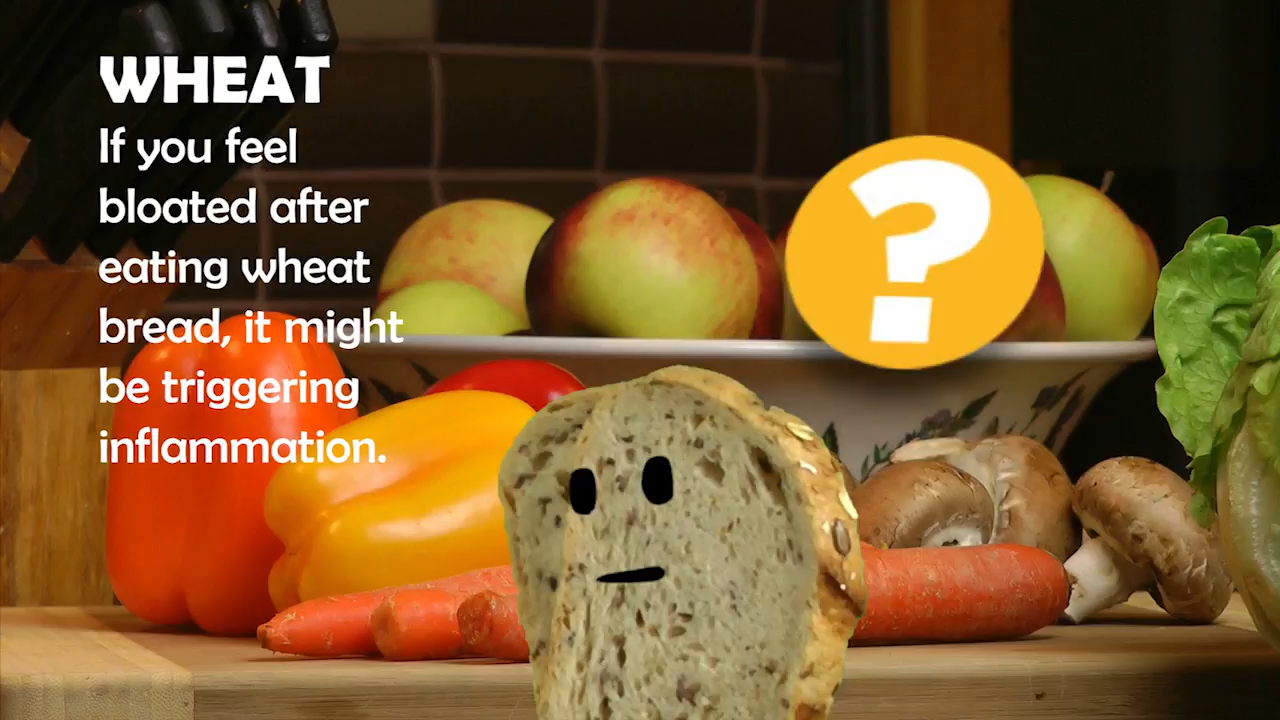 WHEAT
If you feel
bloated after
eating wheat
bread, it might
be triggering
inflammation.
?